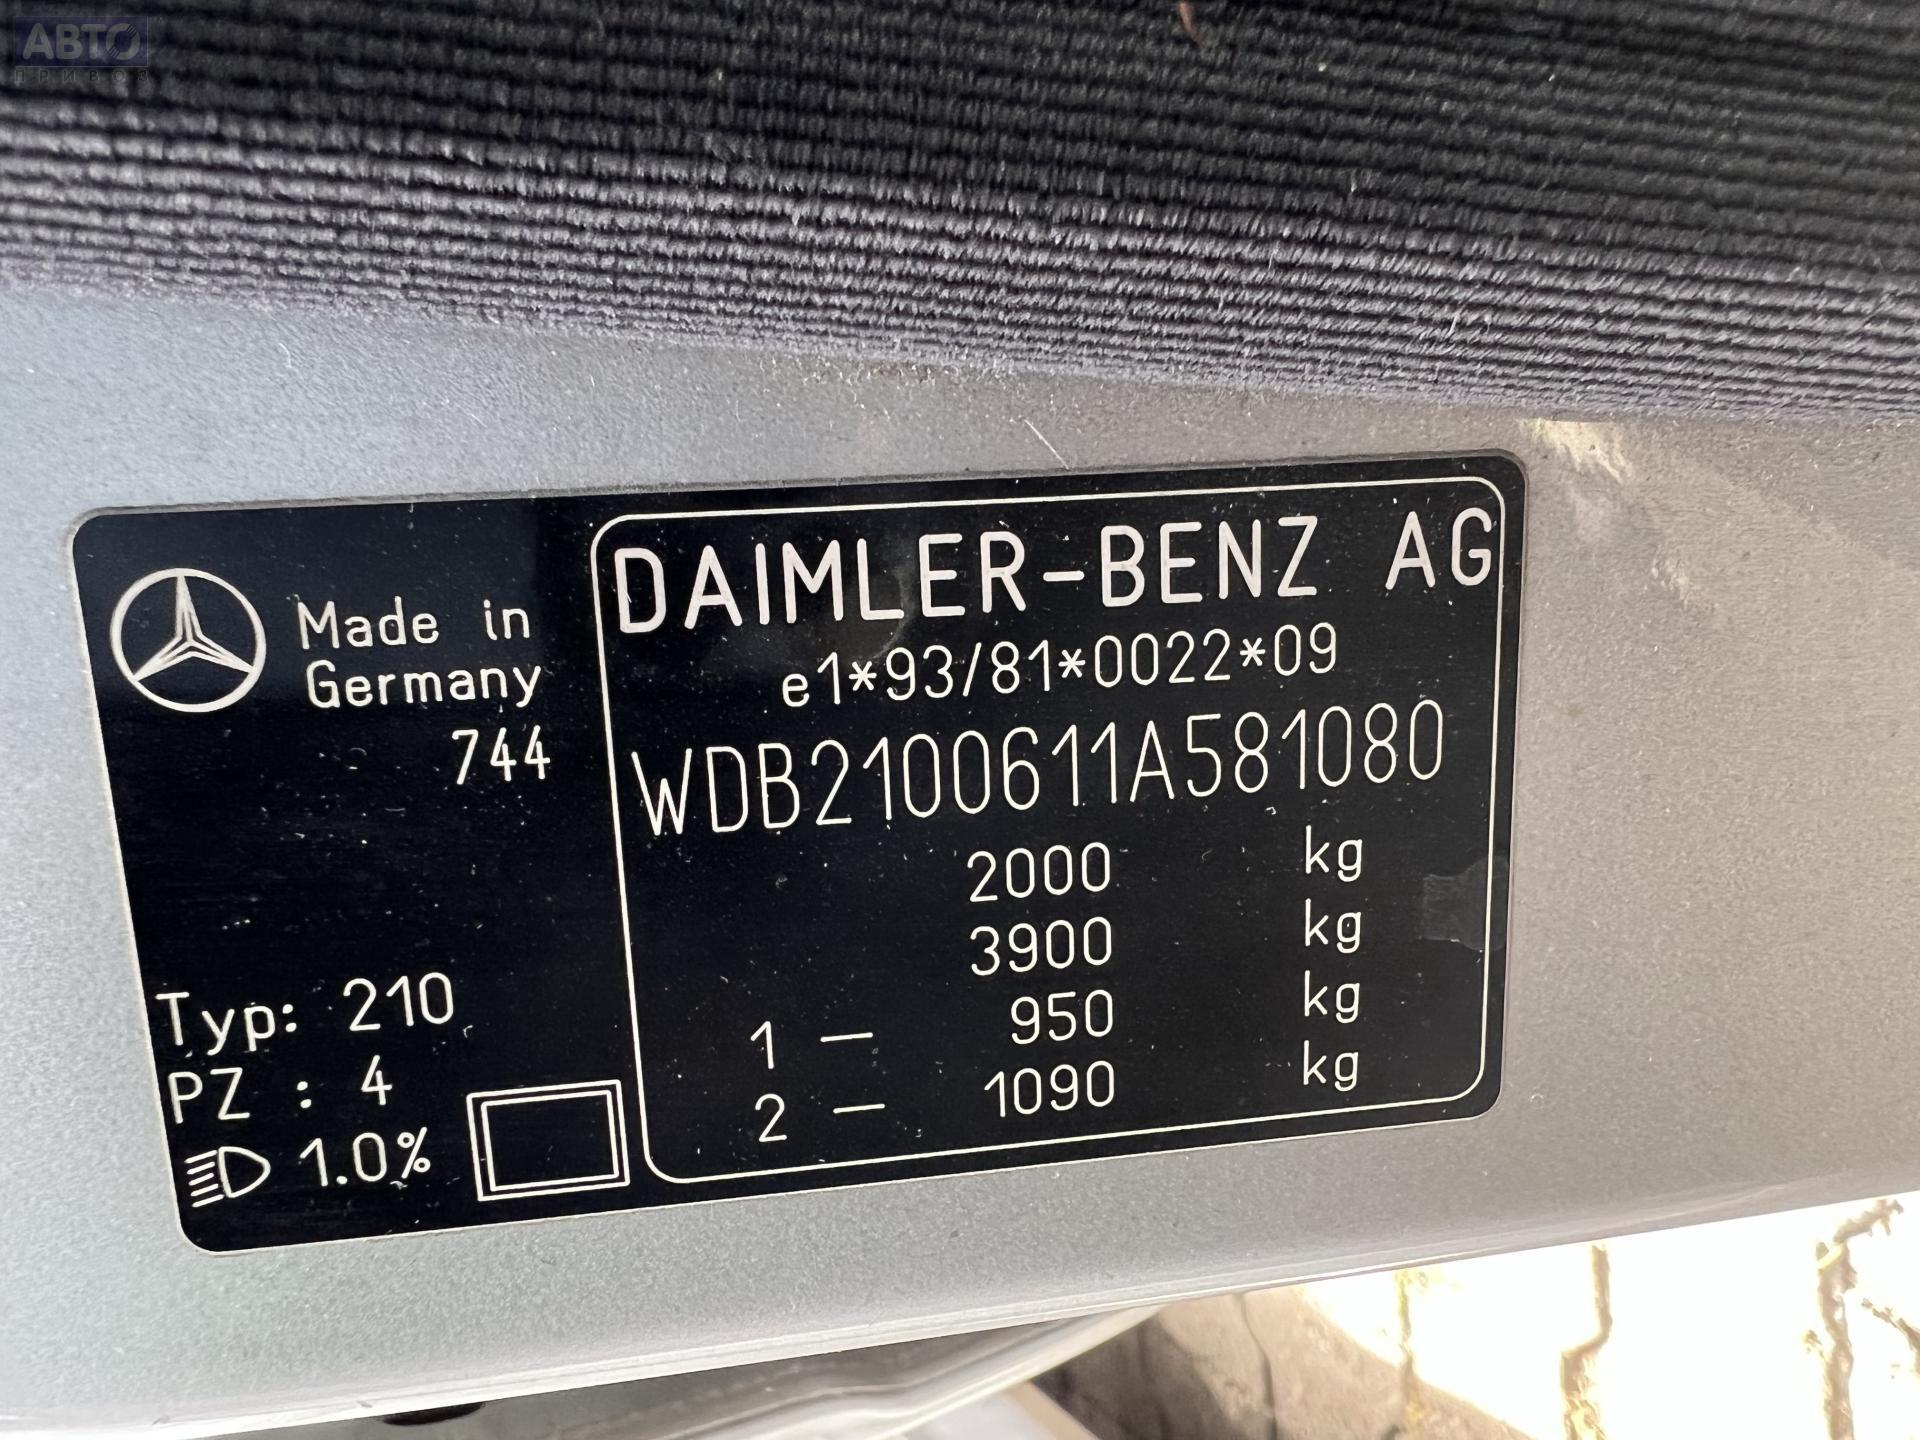 АВТО
ПРИВОЗ
Made in
Germany
744
Typ: 210
PZ : 4
1.0%
DAIMLER-BENZ AG
e1*93/81*0022*09
WDB2100611A581080
2000 kg
3900 kg
1 — 950 kg
2 — 1090 kg